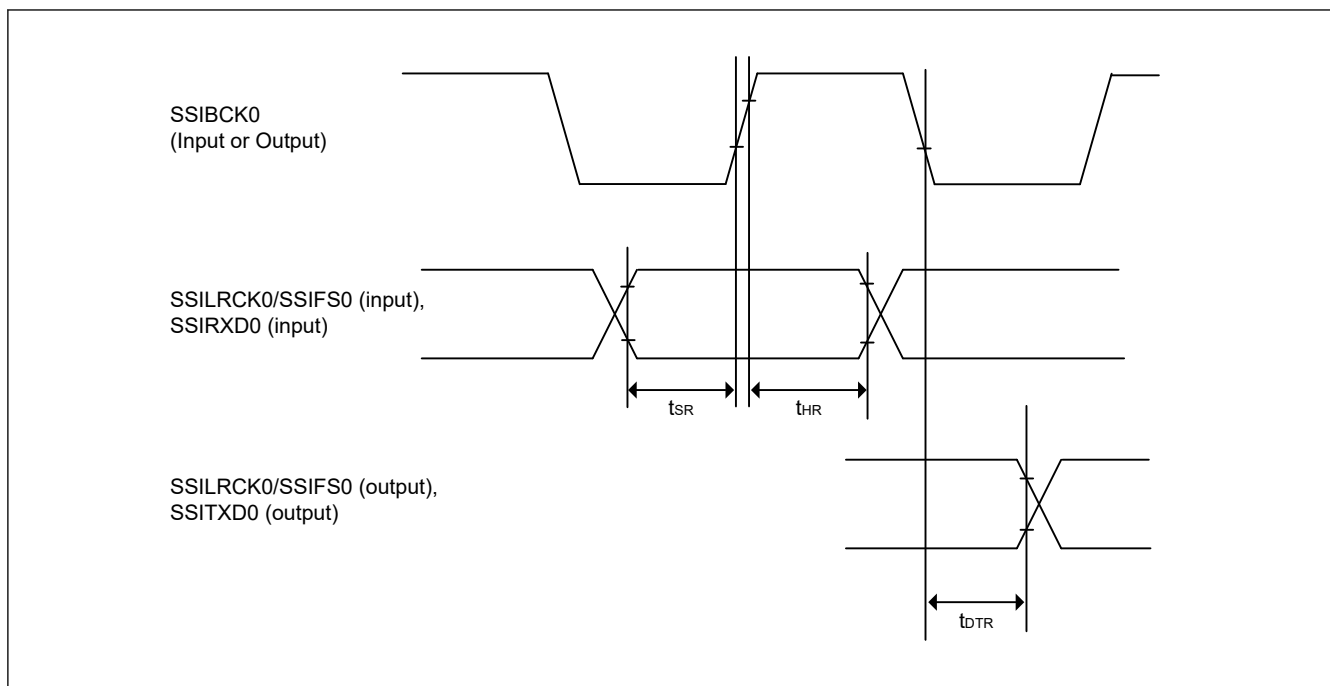 SSIBCK0
(Input or Output)
SSILRCK0/SSIFS0 (input),
SSIRXD0 (input)
tSR
tHR
SSILRCK0/SSIFS0 (output),
SSITXD0 (output)
tDTR